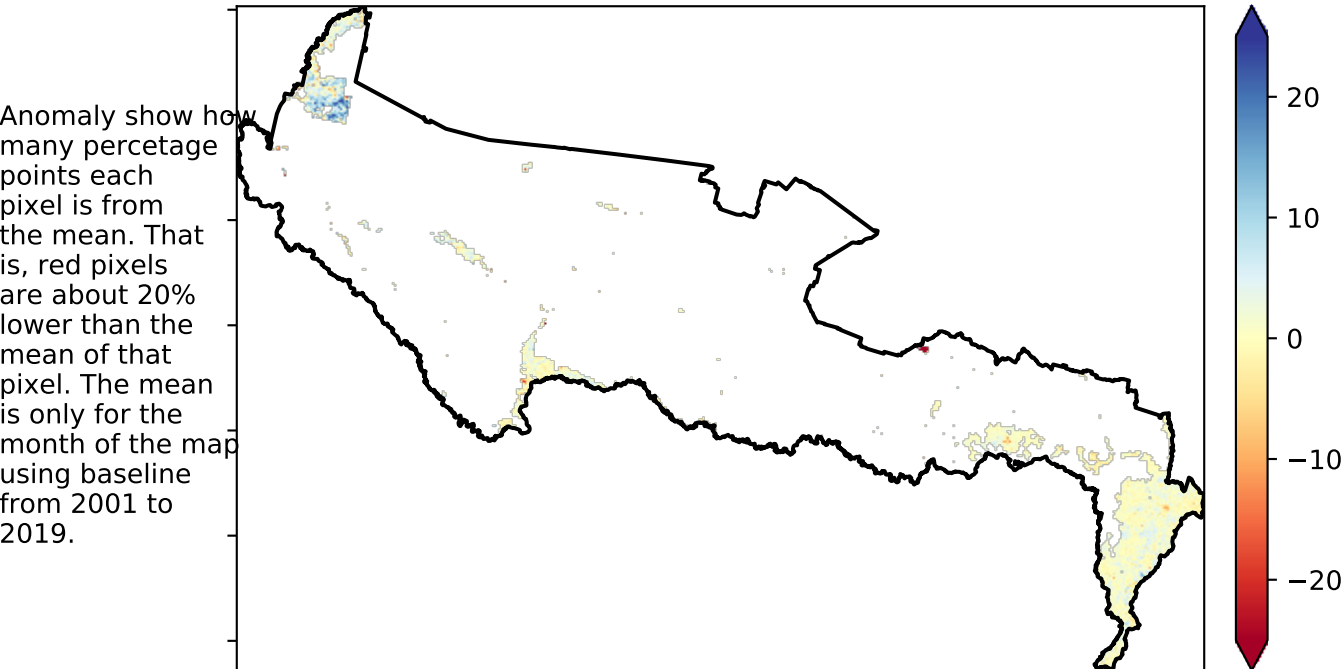 Anomaly show how
many percetage
points each
pixel is from
the mean. That
is, red pixels
are about 20%
lower than the
mean of that
pixel. The mean
is only for the
month of the map
using baseline
from 2001 to
2019.
20
10
0
−10
−20